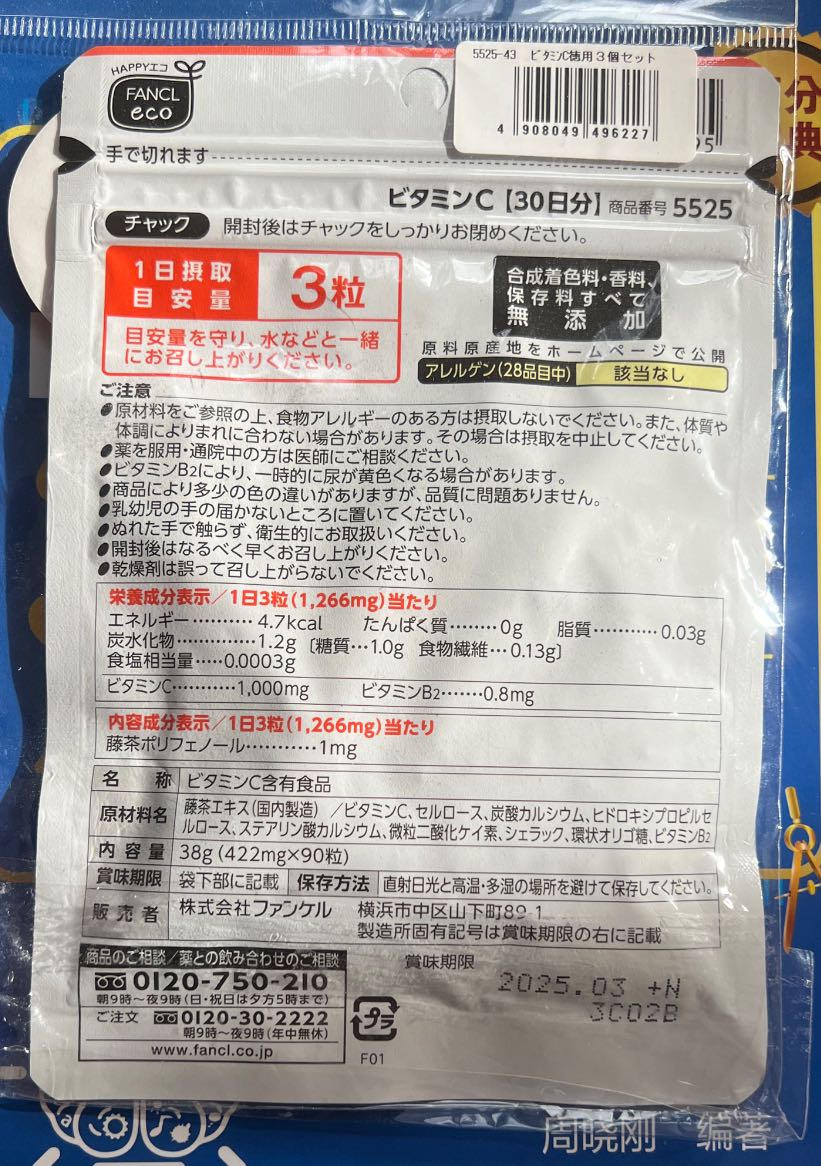 5525-43 ビタミンC徳用3個セット
4 908049 496227
HAPPYエコ
FANCL
eco
手で切れます
ビタミンC【30日分】商品番号 5525
チャック 開封後はチャックをしっかりお閉めください。
1日摂取
目安量 3粒
目安量を守り、水などと一緒
にお召し上がりください。
合成着色料・香料、
保存料すべて
無添加
原料原産地をホームページで公開
アレルゲン(28品目中) 該当なし
ご注意
●原材料をご参照の上、食物アレルギーのある方は摂取しないでください。また、体質や
体調によりまれに合わない場合があります。その場合は摂取を中止してください。
●薬を服用・通院中の方は医師にご相談ください。
●ビタミンB2により、一時的に尿が黄色くなる場合があります。
●商品により多少の色の違いがありますが、品質に問題ありません。
●乳幼児の手の届かないところに置いてください。
●ぬれた手で触らず、衛生的にお取扱いください。
●開封後はなるべく早くお召し上がりください。
●乾燥剤は誤って召し上がらないでください。
栄養成分表示/1日3粒(1,266mg)当たり
エネルギー………… 4.7kcal たんぱく質………0g 脂質…………0.03g
炭水化物……………1.2g〔糖質…1.0g 食物繊維…0.13g〕
食塩相当量……0.0003g
ビタミンC…………1,000mg ビタミンB2……0.8mg
内容成分表示/1日3粒(1,266mg)当たり
藤茶ポリフェノール…………1mg
名称 ビタミンC含有食品
原材料名 藤茶エキス(国内製造)/ビタミンC、セルロース、炭酸カルシウム、ヒドロキシプロピルセ
ルロース、ステアリン酸カルシウム、微粒二酸化ケイ素、シェラック、環状オリゴ糖、ビタミンB2
内容量 38g(422mg×90粒)
賞味期限 袋下部に記載 保存方法 直射日光と高温・多湿の場所を避けて保存してください。
販売者 株式会社ファンケル 横浜市中区山下町89-1
製造所固有記号は賞味期限の右に記載
商品のご相談/薬との飲み合わせのご相談
0120-750-210
朝9時~夜9時(日・祝日は夕方5時まで)
ご注文 0120-30-2222
朝9時~夜9時(年中無休)
www.fancl.co.jp
プラ
F01
賞味期限
2025.03 +N
3C02B
分
典
周晓刚 编著